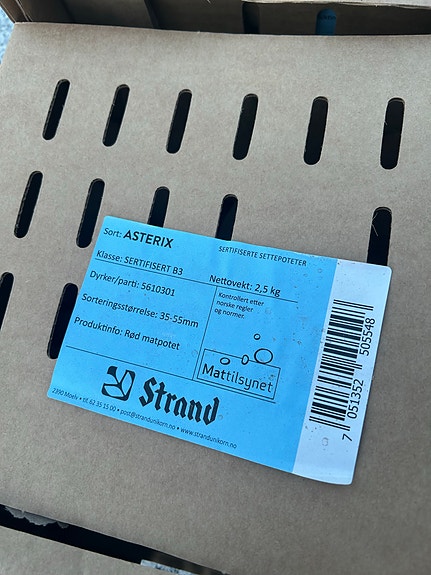 Sort: ASTERIX
SERTIFISERTE SETTEPOTETER
Klasse: SERTIFISERT B3
Nettovekt: 2,5 kg
Dyrker/parti: 5610301
Kontrollert etter
norske regler
og normer.
Sorteringsstørrelse: 35-55mm
Produktinfo: Rød matpotet
Mattilsynet
Strand
2390 Moelv • tlf. 62 35 15 00 • post@strandunikorn.no • www.strandunikorn.no
7 051352 505548